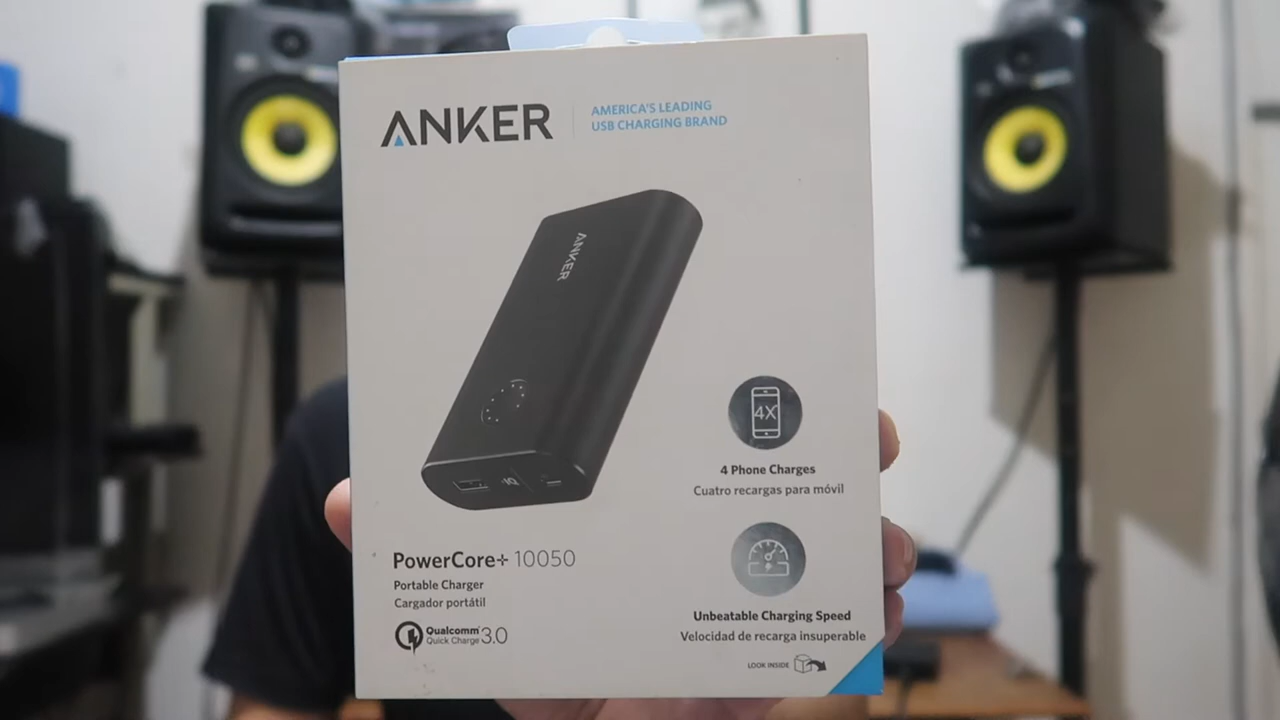 ANKER
AMERICA'S LEADING
USB CHARGING BRAND
ANKER
IQ
4X
4 Phone Charges
Cuatro recargas para móvil
PowerCore+ 10050
Portable Charger
Cargador portátil
Qualcomm
Quick Charge 3.0
Unbeatable Charging Speed
Velocidad de recarga insuperable
LOOK INSIDE